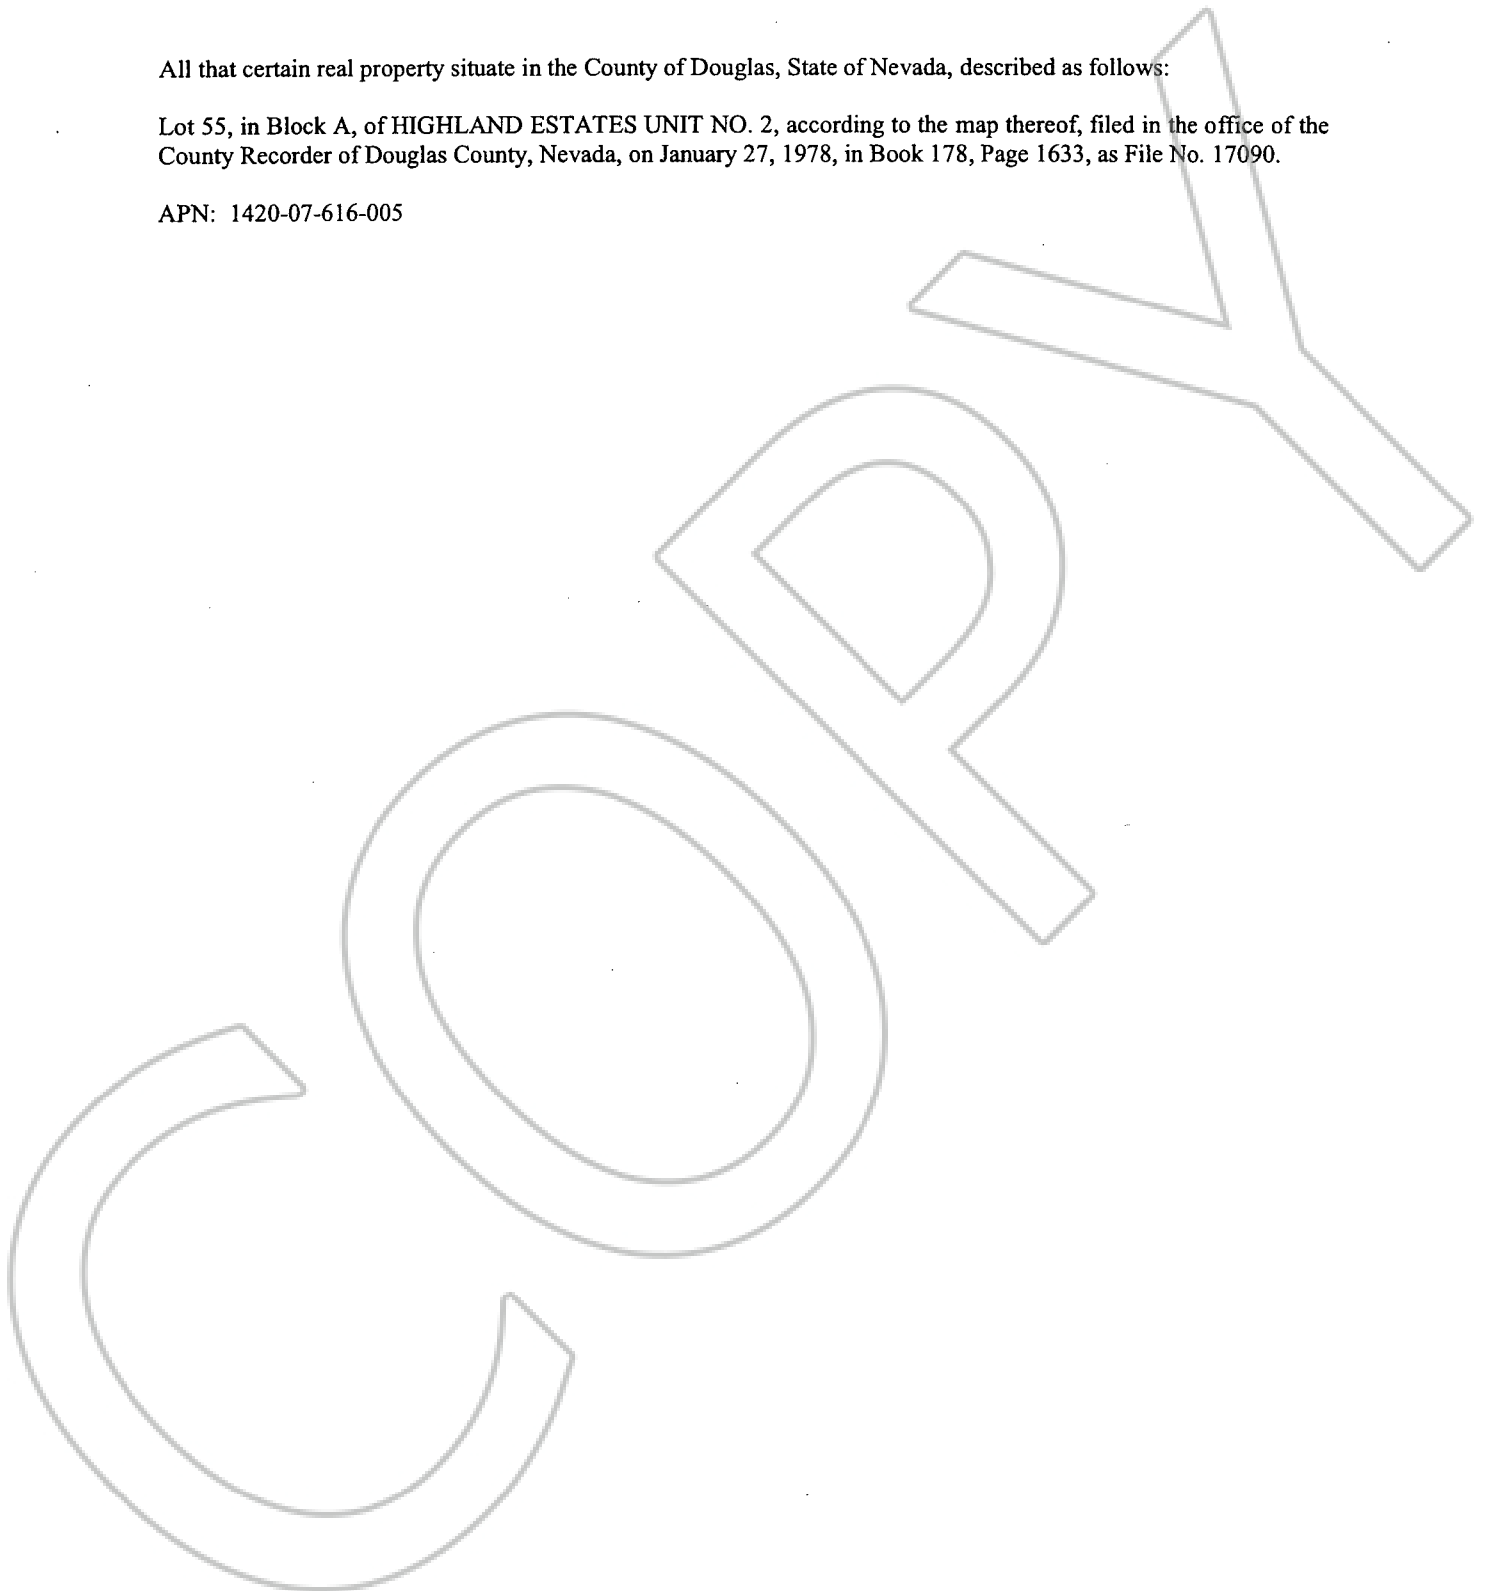 All that certain real property situate in the County of Douglas, State of Nevada, described as follows:
Lot 55, in Block A, of HIGHLAND ESTATES UNIT NO. 2, according to the map thereof, filed in the office of the
County Recorder of Douglas County, Nevada, on January 27, 1978, in Book 178, Page 1633, as File No. 17090.
APN: 1420-07-616-005
COPY